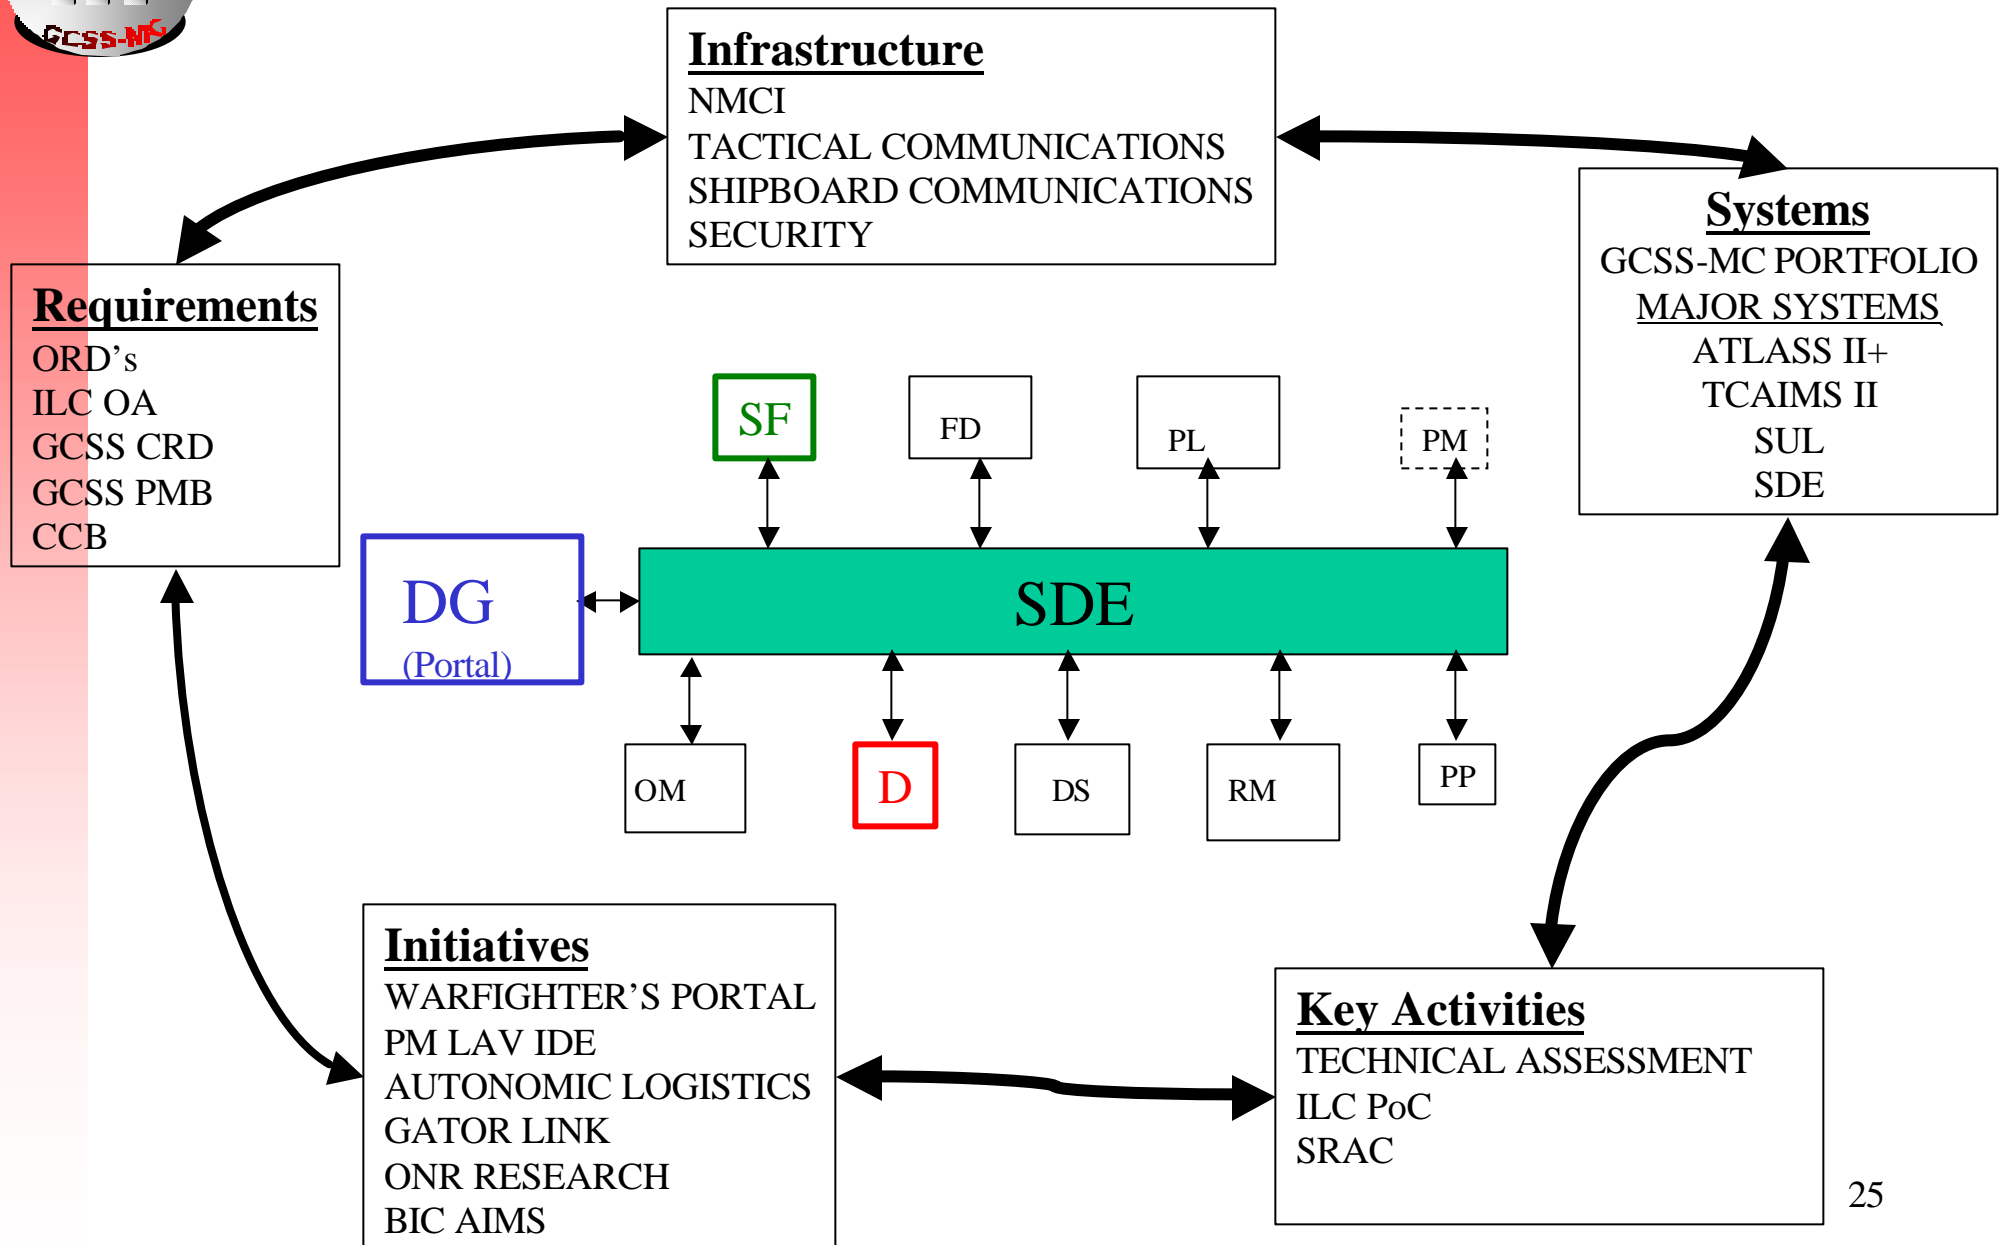 GCSS-MC
Infrastructure
NMCI
TACTICAL COMMUNICATIONS
SHIPBOARD COMMUNICATIONS
SECURITY
Systems
GCSS-MC PORTFOLIO
MAJOR SYSTEMS
ATLASS II+
TCAIMS II
SUL
SDE
Requirements
ORD’s
ILC OA
GCSS CRD
GCSS PMB
CCB
SF
FD
PL
PM
DG
(Portal)
SDE
OM
D
DS
RM
PP
Initiatives
WARFIGHTER’S PORTAL
PM LAV IDE
AUTONOMIC LOGISTICS
GATOR LINK
ONR RESEARCH
BIC AIMS
Key Activities
TECHNICAL ASSESSMENT
ILC PoC
SRAC
25